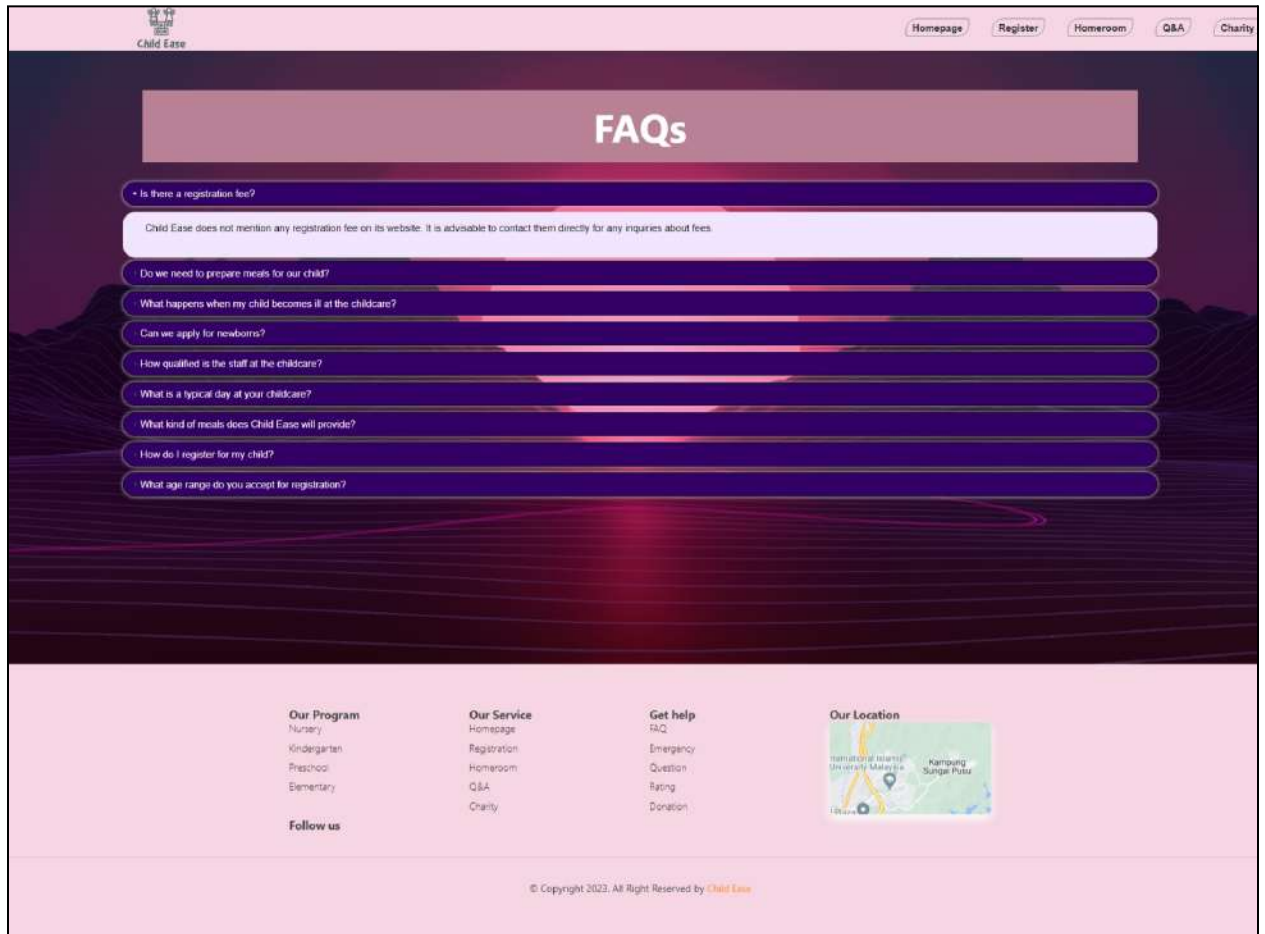 Child Ease
Homepage Register Homeroom Q&A Charity
FAQs
Is there a registration fee?
Child Ease does not mention any registration fee on its website. It is advisable to contact them directly for any inquiries about fees.
Do we need to prepare meals for our child?
What happens when my child becomes ill at the childcare?
Can we apply for newborns?
How qualified is the staff at the childcare?
What is a typical day at your childcare?
What kind of meals does Child Ease will provide?
How do I register for my child?
What age range do you accept for registration?
Our Program
Nursery
Kindergarten
Preschool
Elementary
Follow us
Our Service
Homepage
Registration
Homeroom
Q&A
Charity
Get help
FAQ
Emergency
Question
Rating
Donation
Our Location
International Islamic
University Malaysia
Kampung
Sungai Pusu
© Copyright 2023. All Right Reserved by Child Ease